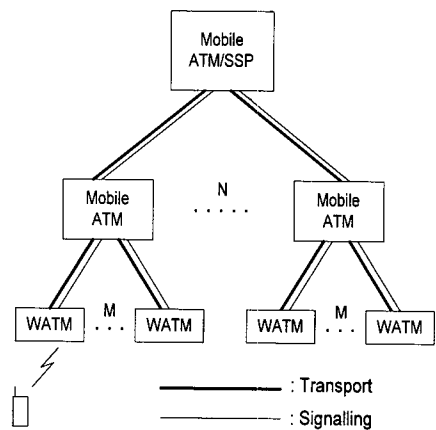 Mobile
ATM/SSP
Mobile
ATM
N
.....
Mobile
ATM
WATM
M
...
WATM
WATM
M
...
WATM
: Transport
: Signalling